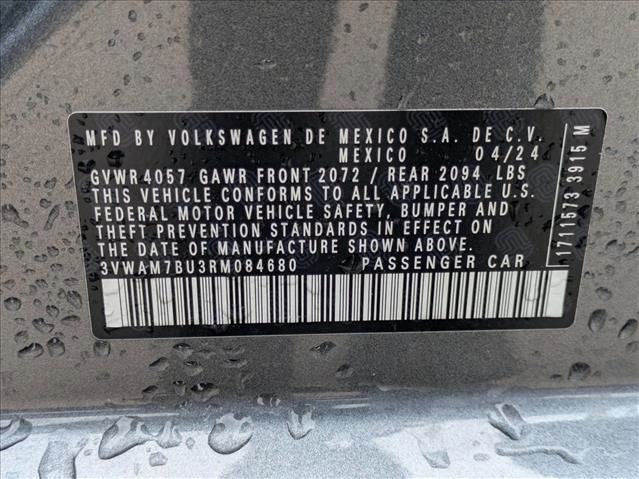 MFD BY VOLKSWAGEN DE MEXICO S.A. DE C.V.
MEXICO 04/24
GVWR 4057 GAWR FRONT 2072 / REAR 2094 LBS
THIS VEHICLE CONFORMS TO ALL APPLICABLE U.S.
FEDERAL MOTOR VEHICLE SAFETY, BUMPER AND
THEFT PREVENTION STANDARDS IN EFFECT ON
THE DATE OF MANUFACTURE SHOWN ABOVE.
3VWAM7BU3RM084680 PASSENGER CAR
1711573 3915 M